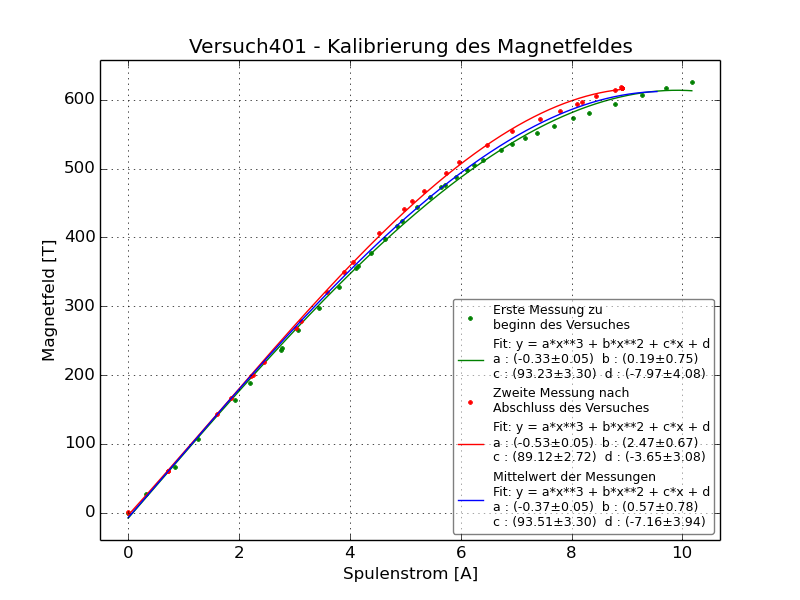 Versuch401 - Kalibrierung des Magnetfeldes
Magnetfeld [T]
600
500
400
300
200
100
0
0 2 4 6 8 10
Spulenstrom [A]
Erste Messung zu
beginn des Versuches
Fit: y = a*x**3 + b*x**2 + c*x + d
a : (-0.33±0.05)  b : (0.19±0.75)
c : (93.23±3.30)  d : (-7.97±4.08)
Zweite Messung nach
Abschluss des Versuches
Fit: y = a*x**3 + b*x**2 + c*x + d
a : (-0.53±0.05)  b : (2.47±0.67)
c : (89.12±2.72)  d : (-3.65±3.08)
Mittelwert der Messungen
Fit: y = a*x**3 + b*x**2 + c*x + d
a : (-0.37±0.05)  b : (0.57±0.78)
c : (93.51±3.30)  d : (-7.16±3.94)